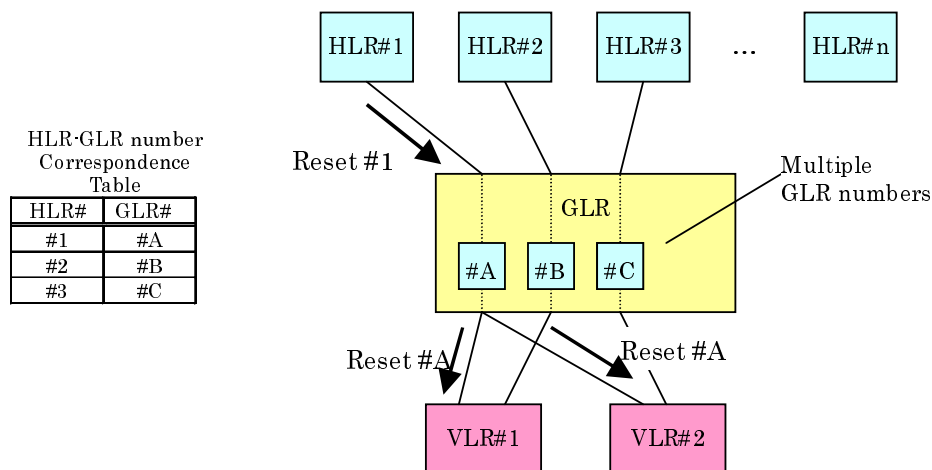 HLR#1 HLR#2 HLR#3 ... HLR#n
HLR-GLR number
Correspondence
Table
HLR# GLR#
#1 #A
#2 #B
#3 #C
Reset #1
Multiple
GLR numbers
GLR
#A #B #C
Reset #A
Reset #A
VLR#1 VLR#2